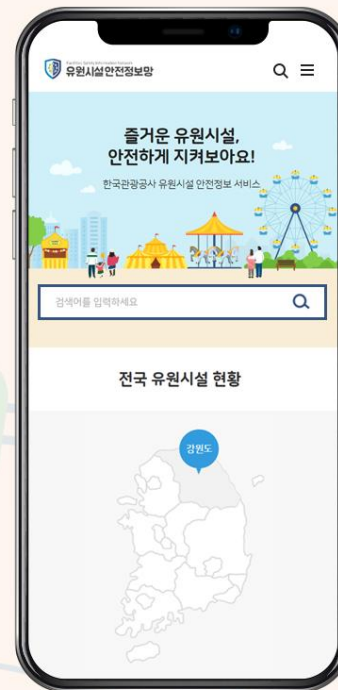 유원시설안전정보망
즐거운 유원시설,
안전하게 지켜보아요!
한국관광공사 유원시설 안전정보 서비스
검색어를 입력하세요
전국 유원시설 현황
강원도